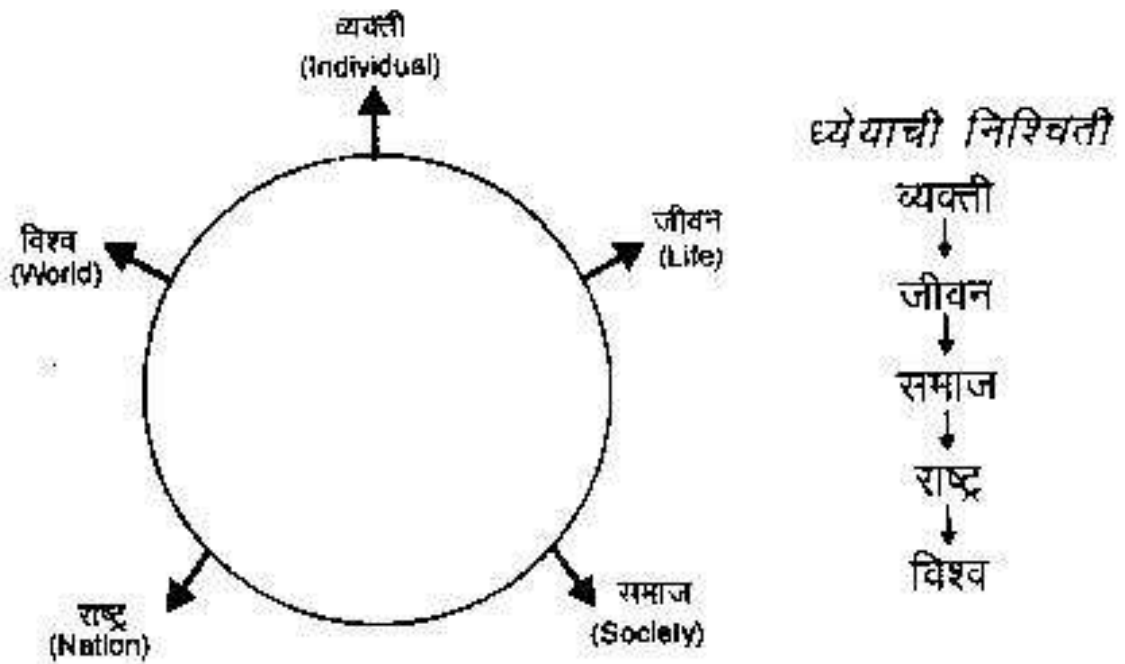 व्यक्ती
(Individual)
जीवन
(Life)
समाज
(Society)
राष्ट्र
(Nation)
विश्व
(World)
ध्येयाची निश्चिती
व्यक्ती
जीवन
समाज
राष्ट्र
विश्व